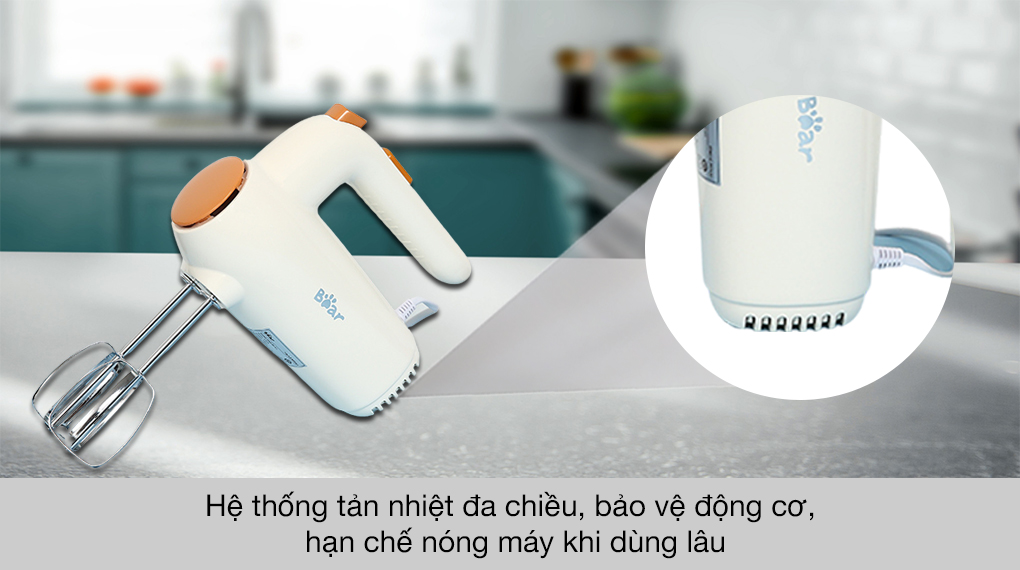 Bear
Bear
Hệ thống tản nhiệt đa chiều, bảo vệ động cơ,
hạn chế nóng máy khi dùng lâu